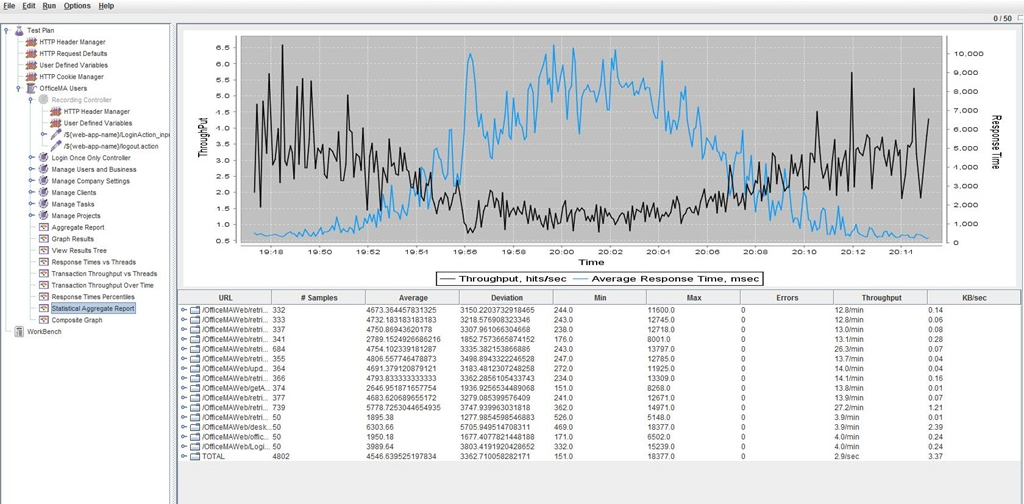 File Edit Run Options Help
0 / 50
Test Plan
HTTP Header Manager
HTTP Request Defaults
User Defined Variables
HTTP Cookie Manager
OfficeMA Users
Recording Controller
HTTP Header Manager
User Defined Variables
/${web-app-name}/LoginAction_inpu
/${web-app-name}/logout.action
Login Once Only Controller
Manage Users and Business
Manage Company Settings
Manage Clients
Manage Tasks
Manage Projects
Aggregate Report
Graph Results
View Results Tree
Response Times vs Threads
Transaction Throughput vs Threads
Transaction Throughput Over Time
Response Times Percentiles
Statistical Aggregate Report
Composite Graph
WorkBench
ThroughPut
6.5
6.0
5.5
5.0
4.5
4.0
3.5
3.0
2.5
2.0
1.5
1.0
0.5
10,000
9,000
8,000
7,000
6,000
5,000
4,000
3,000
2,000
1,000
0
Response Time
19:48 19:50 19:52 19:54 19:56 19:58 20:00 20:02 20:04 20:06 20:08 20:10 20:12 20:14
Time
Throughput, hits/sec Average Response Time, msec
URL # Samples Average Deviation Min Max Errors Throughput KB/sec
/OfficeMAWeb/retri... 332 4673.364457831325 3150.2203732918465 244.0 11600.0 0 12.8/min 0.14
/OfficeMAWeb/retri... 333 4732.183183183183 3218.576908323346 243.0 12745.0 0 12.8/min 0.06
/OfficeMAWeb/retri... 337 4750.86943620178 3307.961066304668 238.0 12718.0 0 13.0/min 0.08
/OfficeMAWeb/retri... 341 2789.1524926686216 1852.7573665874152 176.0 8001.0 0 13.1/min 0.28
/OfficeMAWeb/retri... 684 4754.102339181287 3335.382153866886 243.0 13797.0 0 26.3/min 0.07
/OfficeMAWeb/retri... 355 4806.557746478873 3498.8943322246528 247.0 12785.0 0 13.7/min 0.04
/OfficeMAWeb/upd... 364 4691.379120879121 3183.4812307248258 272.0 11925.0 0 14.0/min 0.04
/OfficeMAWeb/retri... 366 4793.833333333333 3362.2856105433743 234.0 13309.0 0 14.1/min 0.16
/OfficeMAWeb/getA... 374 2646.951871657754 1936.9256534489068 151.0 8268.0 0 13.8/min 0.01
/OfficeMAWeb/retri... 377 4683.620689655172 3279.085399576409 241.0 12671.0 0 13.9/min 0.07
/OfficeMAWeb/retri... 739 5778.7253044654935 3747.939963031818 362.0 14971.0 0 27.2/min 1.21
/OfficeMAWeb/retri... 50 1895.38 1277.9854598546883 526.0 5148.0 0 3.9/min 0.01
/OfficeMAWeb/desk... 50 6303.66 5705.949514708311 469.0 18377.0 0 3.9/min 2.39
/OfficeMAWeb/offic... 50 1950.18 1677.4077821448188 171.0 6502.0 0 4.0/min 0.24
/OfficeMAWeb/Logi... 50 3989.64 3803.4191920428652 332.0 15239.0 0 4.0/min 0.24
TOTAL 4802 4546.639525197834 3362.710058282171 151.0 18377.0 0 2.9/sec 3.37